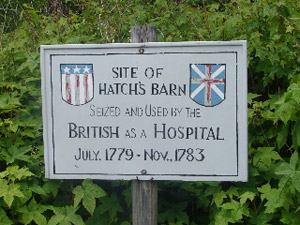 SITE OF
HATCH'S BARN
SEIZED AND USED BY THE
BRITISH AS A HOSPITAL
JULY, 1779 - NOV., 1783